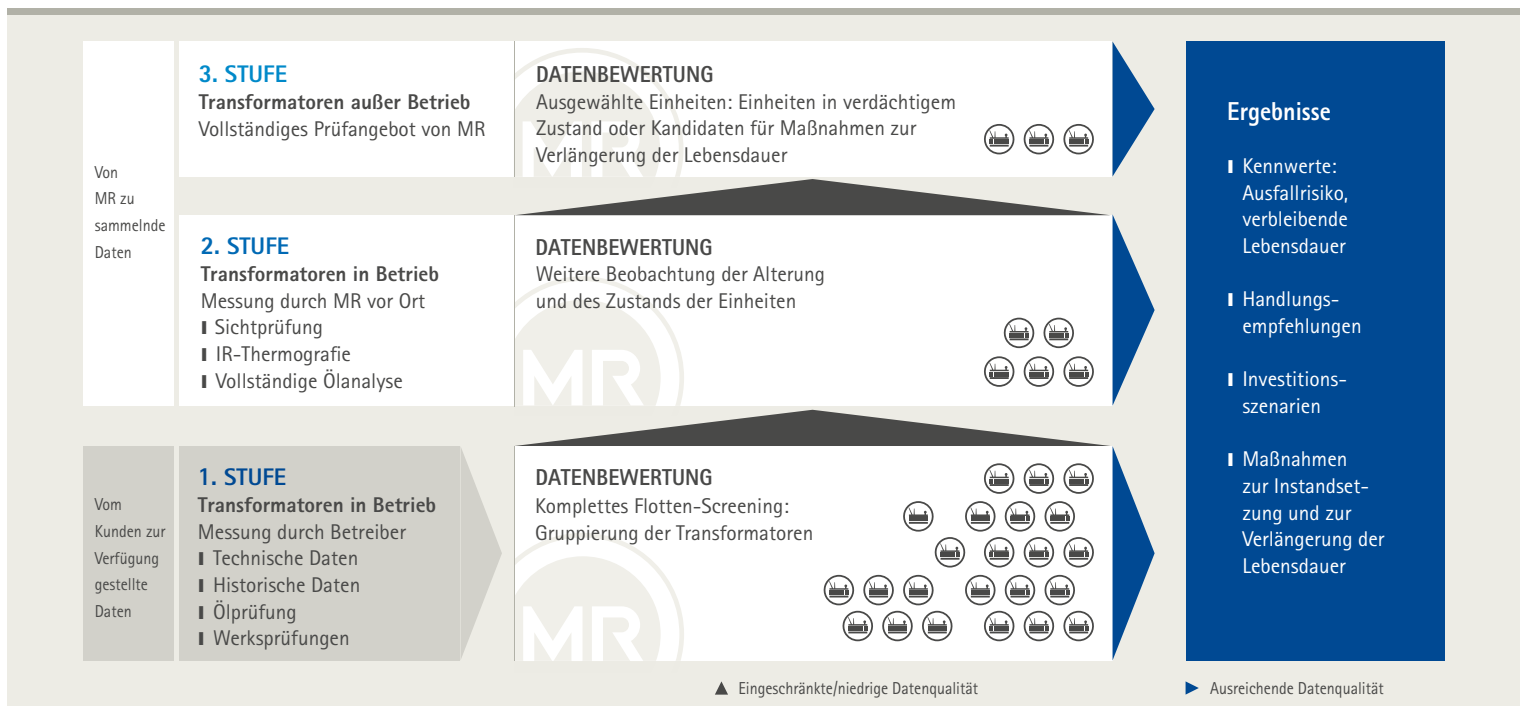 Von
MR zu
sammelnde
Daten
3. STUFE
Transformatoren außer Betrieb
Vollständiges Prüfangebot von MR
DATENBEWERTUNG
Ausgewählte Einheiten: Einheiten in verdächtigem
Zustand oder Kandidaten für Maßnahmen zur
Verlängerung der Lebensdauer
MR
2. STUFE
Transformatoren in Betrieb
Messung durch MR vor Ort
Sichtprüfung
IR-Thermografie
Vollständige Ölanalyse
DATENBEWERTUNG
Weitere Beobachtung der Alterung
und des Zustands der Einheiten
MR
Vom
Kunden zur
Verfügung
gestellte
Daten
1. STUFE
Transformatoren in Betrieb
Messung durch Betreiber
Technische Daten
Historische Daten
Ölprüfung
Werksprüfungen
DATENBEWERTUNG
Komplettes Flotten-Screening:
Gruppierung der Transformatoren
MR
Ergebnisse
Kennwerte:
Ausfallrisiko,
verbleibende
Lebensdauer
Handlungs-
empfehlungen
Investitions-
szenarien
Maßnahmen
zur Instandset-
zung und zur
Verlängerung der
Lebensdauer
▲ Eingeschränkte/niedrige Datenqualität
▶ Ausreichende Datenqualität